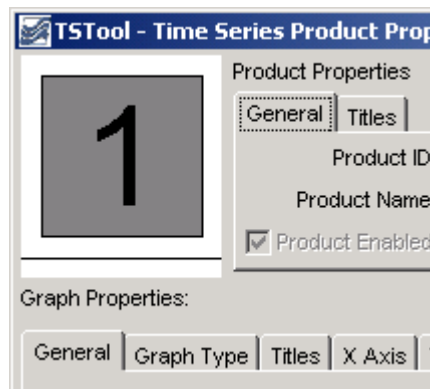 TSTool - Time Series Product Prop
Product Properties
General Titles
1
Product ID
Product Name
Product Enabled
Graph Properties:
General Graph Type Titles X Axis